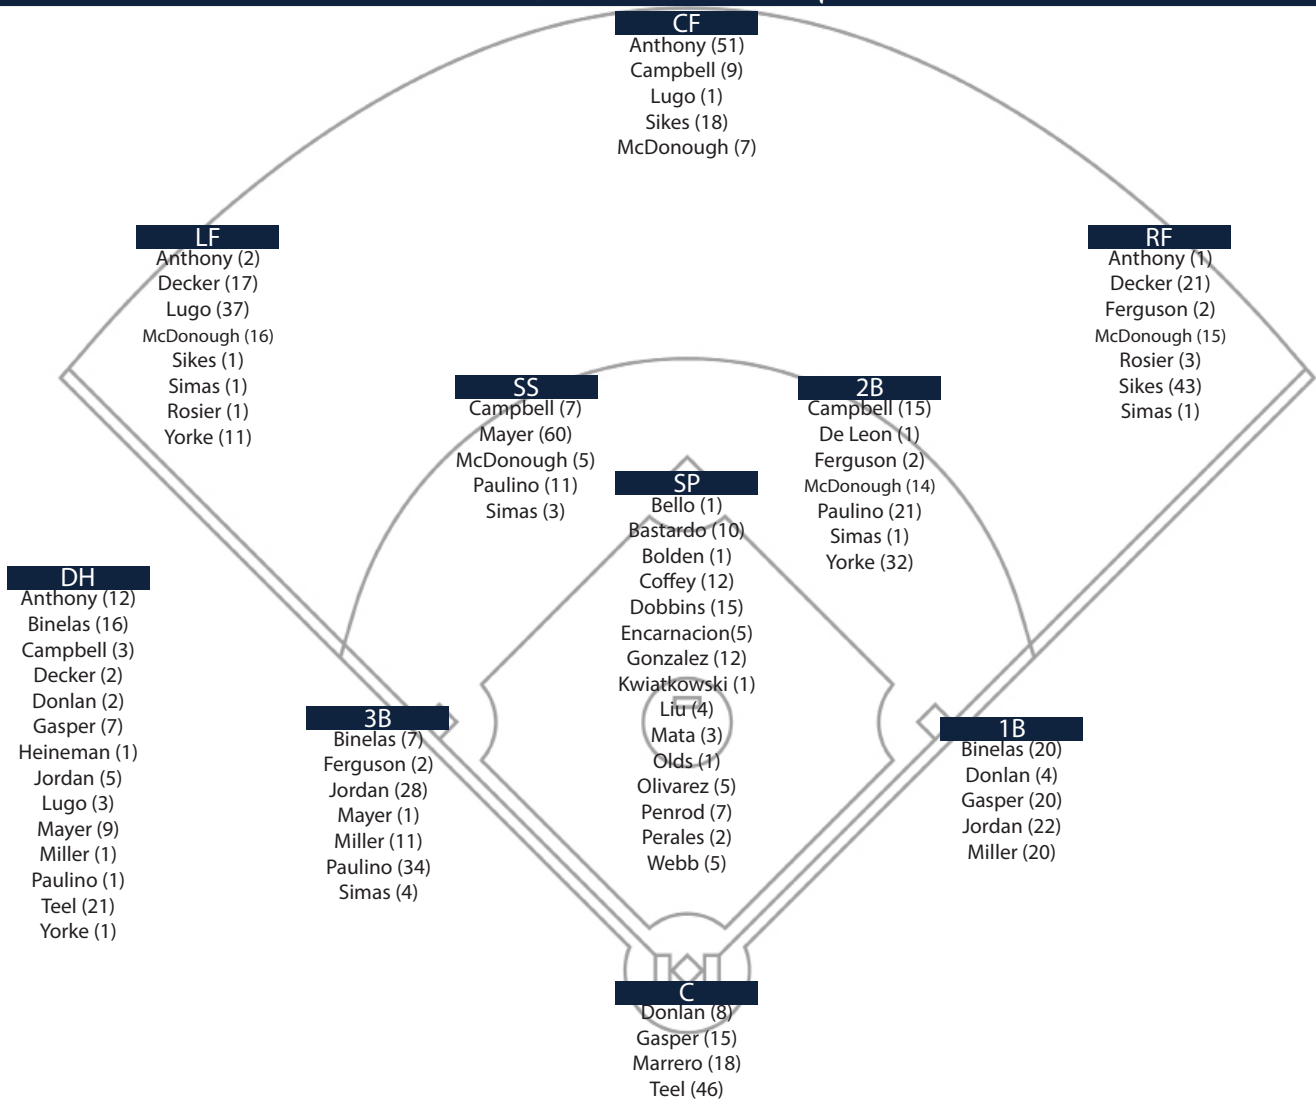 CF
Anthony (51)
Campbell (9)
Lugo (1)
Sikes (18)
McDonough (7)
LF
Anthony (2)
Decker (17)
Lugo (37)
McDonough (16)
Sikes (1)
Simas (1)
Rosier (1)
Yorke (11)
RF
Anthony (1)
Decker (21)
Ferguson (2)
McDonough (15)
Rosier (3)
Sikes (43)
Simas (1)
SS
Campbell (7)
Mayer (60)
McDonough (5)
Paulino (11)
Simas (3)
2B
Campbell (15)
De Leon (1)
Ferguson (2)
McDonough (14)
Paulino (21)
Simas (1)
Yorke (32)
SP
Bello (1)
Bastardo (10)
Bolden (1)
Coffey (12)
Dobbins (15)
Encarnacion(5)
Gonzalez (12)
Kwiatkowski (1)
Liu (4)
Mata (3)
Olds (1)
Olivarez (5)
Penrod (7)
Perales (2)
Webb (5)
DH
Anthony (12)
Binelas (16)
Campbell (3)
Decker (2)
Donlan (2)
Gasper (7)
Heineman (1)
Jordan (5)
Lugo (3)
Mayer (9)
Miller (1)
Paulino (1)
Teel (21)
Yorke (1)
3B
Binelas (7)
Ferguson (2)
Jordan (28)
Mayer (1)
Miller (11)
Paulino (34)
Simas (4)
1B
Binelas (20)
Donlan (4)
Gasper (20)
Jordan (22)
Miller (20)
C
Donlan (8)
Gasper (15)
Marrero (18)
Teel (46)